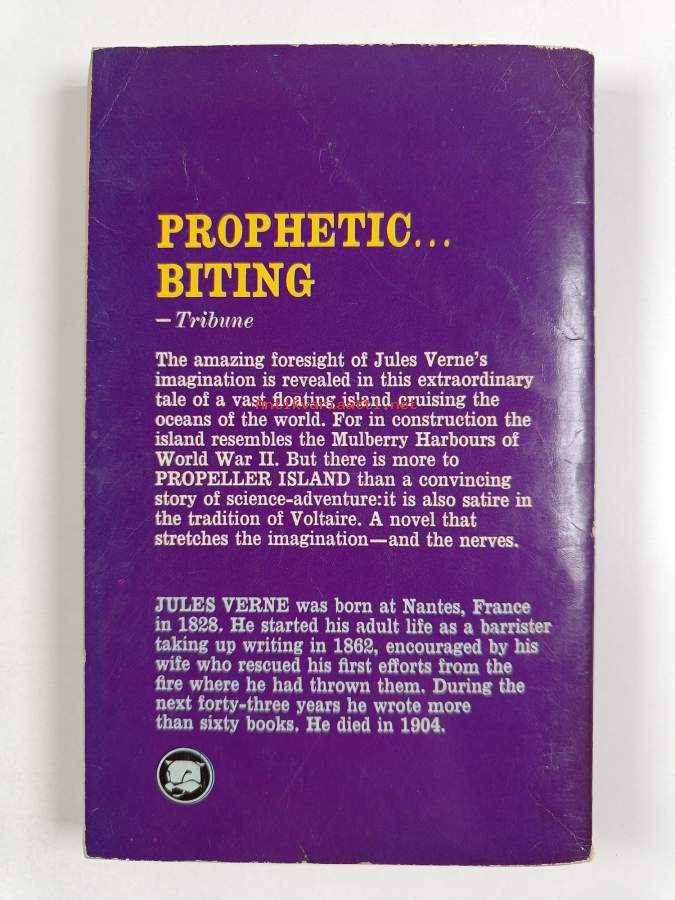 PROPHETIC...
BITING
—Tribune
The amazing foresight of Jules Verne's
imagination is revealed in this extraordinary
tale of a vast floating island cruising the
antikvariaatti.net
oceans of the world. For in construction the
island resembles the Mulberry Harbours of
World War II. But there is more to
PROPELLER ISLAND than a convincing
story of science-adventure:it is also satire in
the tradition of Voltaire. A novel that
stretches the imagination—and the nerves.
JULES VERNE was born at Nantes, France
in 1828. He started his adult life as a barrister
taking up writing in 1862, encouraged by his
wife who rescued his first efforts from the
fire where he had thrown them. During the
next forty-three years he wrote more
than sixty books. He died in 1904.